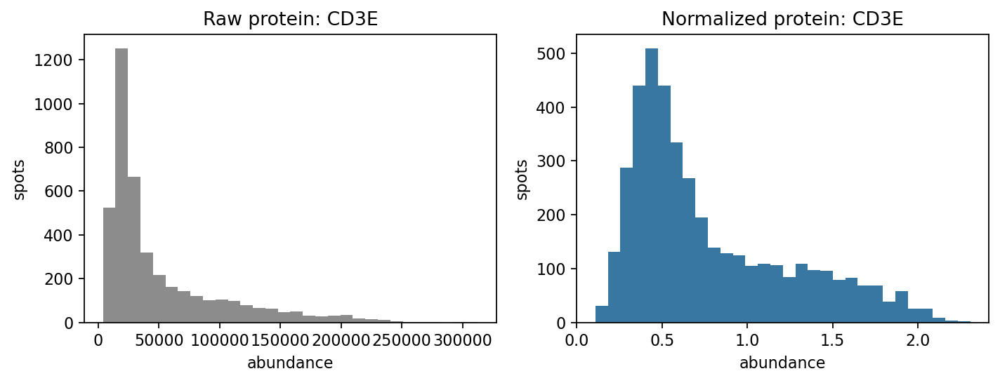 Raw protein: CD3E
1200
1000
800
600
400
200
0
spots
0 50000 100000 150000 200000 250000 300000
abundance
Normalized protein: CD3E
500
400
300
200
100
0
spots
0.0 0.5 1.0 1.5 2.0
abundance